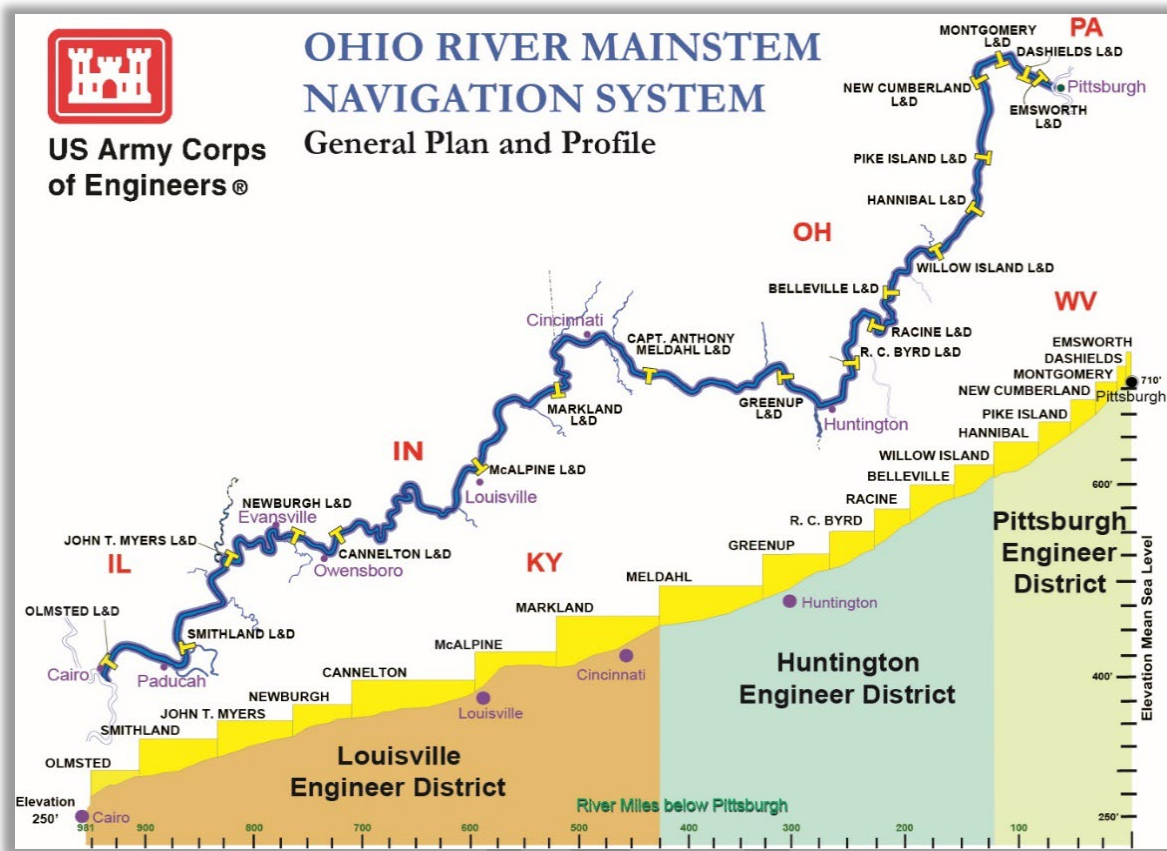 US Army Corps
of Engineers ®
OHIO RIVER MAINSTEM
NAVIGATION SYSTEM
General Plan and Profile
MONTGOMERY
L&D
PA
DASHIELDS L&D
Pittsburgh
NEW CUMBERLAND
L&D
EMSWORTH
L&D
PIKE ISLAND L&D
HANNIBAL L&D
OH
WILLOW ISLAND L&D
BELLEVILLE L&D
WV
RACINE L&D
R. C. BYRD L&D
Cincinnati
CAPT. ANTHONY
MELDAHL L&D
GREENUP
L&D
Huntington
MARKLAND
L&D
IN
McALPINE L&D
Louisville
NEWBURGH L&D
Evansville
JOHN T. MYERS L&D
CANNELTON L&D
Owensboro
IL
KY
OLMSTED L&D
SMITHLAND L&D
Cairo
Paducah
EMSWORTH
DASHIELDS
MONTGOMERY
710'
NEW CUMBERLAND
Pittsburgh
PIKE ISLAND
HANNIBAL
WILLOW ISLAND
BELLEVILLE
600'
RACINE
R. C. BYRD
GREENUP
MELDAHL
MARKLAND
McALPINE
CANNELTON
NEWBURGH
JOHN T. MYERS
SMITHLAND
OLMSTED
Pittsburgh
Engineer
District
Huntington
Cincinnati
Louisville
Huntington
Engineer District
Louisville
Engineer District
400'
Elevation Mean Sea Level
River Miles below Pittsburgh
Elevation
250'
Cairo
250'
981
900
800
700
600
500
400
300
200
100